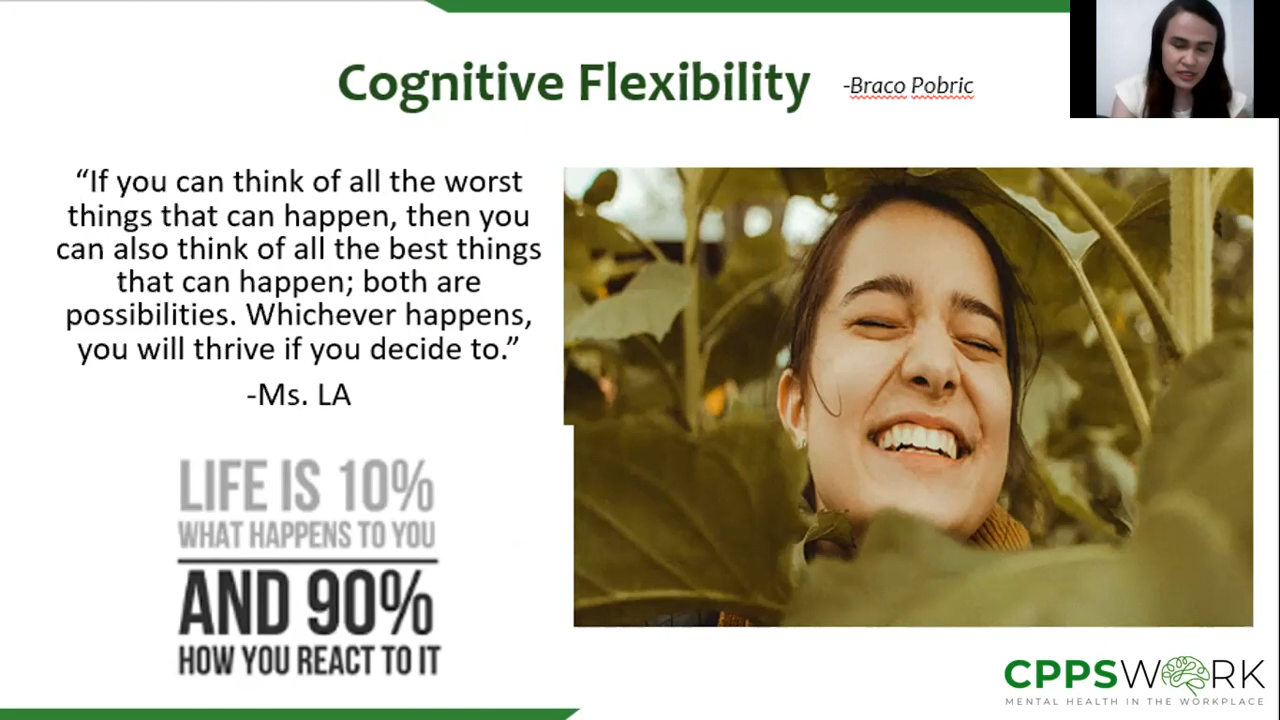 Cognitive Flexibility -Braco Pobric
“If you can think of all the worst
things that can happen, then you
can also think of all the best things
that can happen; both are
possibilities. Whichever happens,
you will thrive if you decide to.”
-Ms. LA
LIFE IS 10%
WHAT HAPPENS TO YOU
AND 90%
HOW YOU REACT TO IT
CPPSWORK
MENTAL HEALTH IN THE WORKPLACE